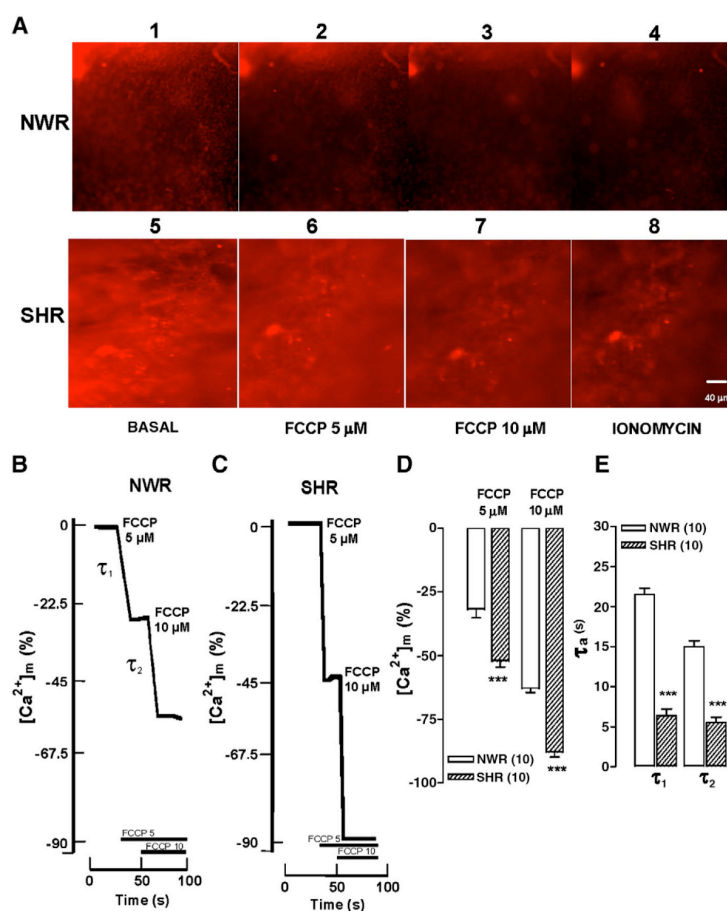 A
1 2 3 4
NWR
5 6 7 8
SHR
40 µm
BASAL FCCP 5 µM FCCP 10 µM IONOMYCIN
B
NWR
[Ca²⁺]m (%)
0
-22.5
-45
-67.5
-90
FCCP
5 µM
τ1
FCCP
10 µM
τ2
FCCP 5
FCCP 10
0 50 100
Time (s)
C
SHR
[Ca²⁺]m (%)
0
-22.5
-45
-67.5
-90
FCCP
5 µM
FCCP
10 µM
FCCP 5
FCCP 10
0 50 100
Time (s)
D
FCCP FCCP
5 µM 10 µM
[Ca²⁺]m (%)
0
-25
-50
-75
-100
***
***
NWR (10)
SHR (10)
E
NWR (10)
SHR (10)
τa (s)
30
25
20
15
10
5
0
***
***
τ1 τ2